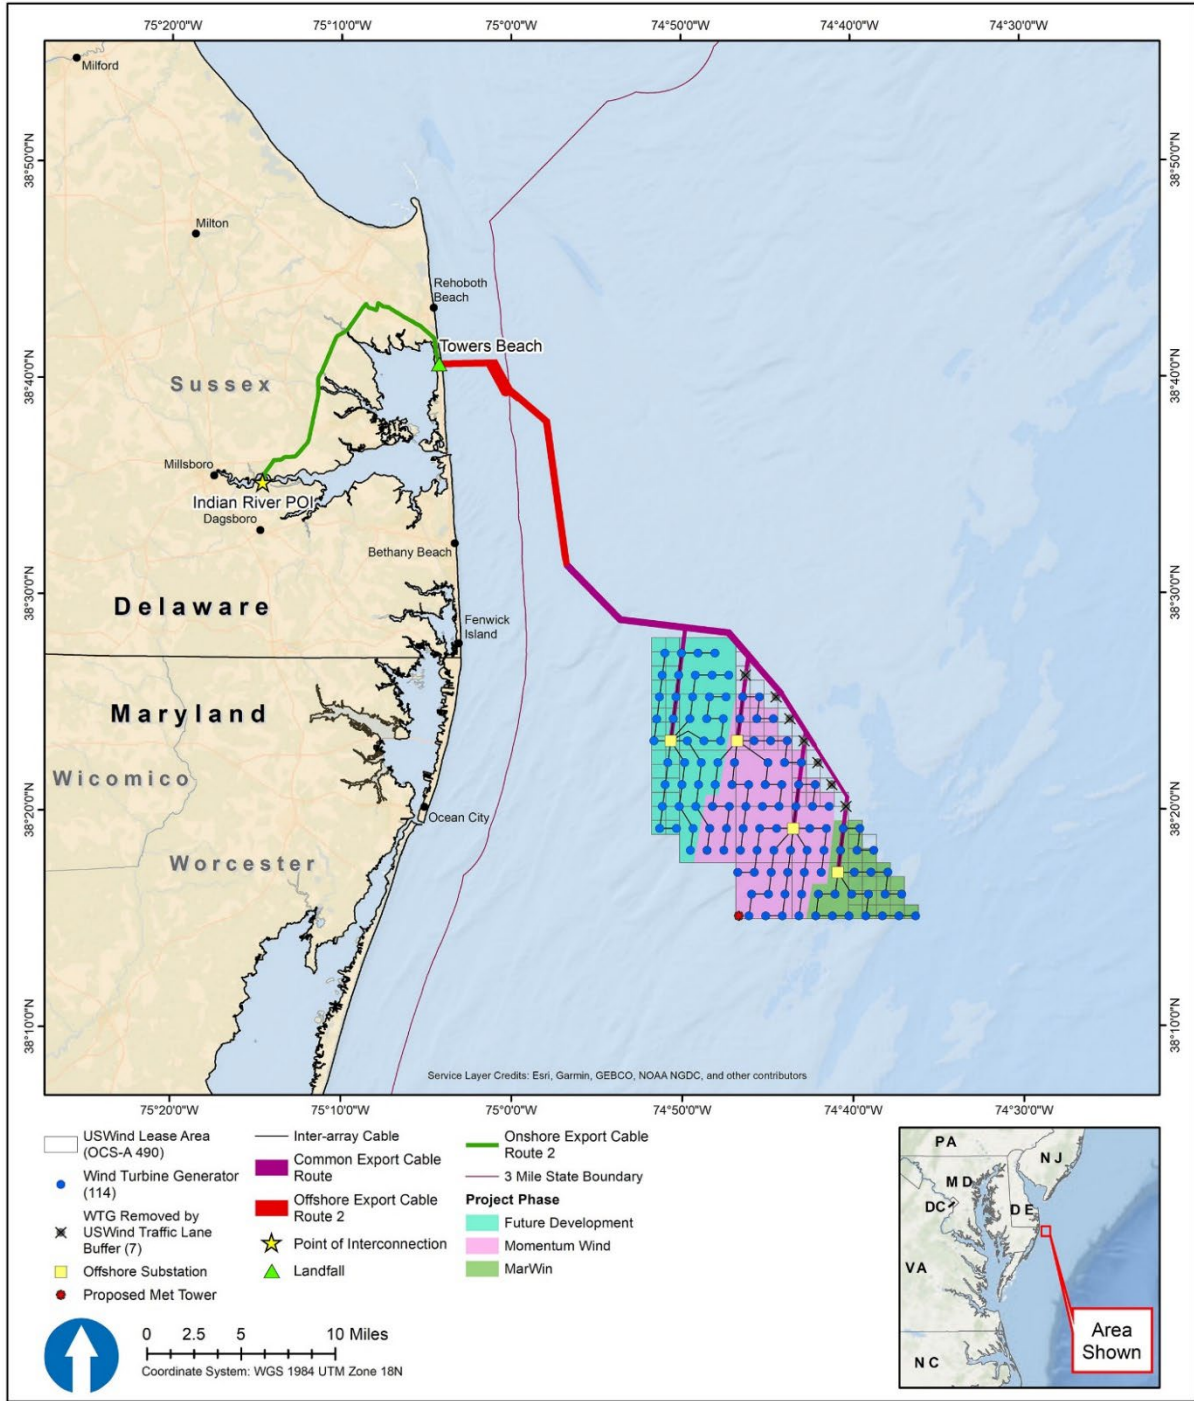 75°20'0"W
75°10'0"W
75°0'0"W
74°50'0"W
74°40'0"W
74°30'0"W
Milford
38°50'0"N
38°50'0"N
Milton
Rehoboth
Beach
Towers Beach
38°40'0"N
38°40'0"N
Sussex
Millsboro
Indian River POI
Dagsboro
Bethany Beach
38°30'0"N
38°30'0"N
Delaware
Fenwick
Island
Maryland
Wicomico
38°20'0"N
38°20'0"N
Ocean City
Worcester
38°10'0"N
38°10'0"N
Service Layer Credits: Esri, Garmin, GEBCO, NOAA NGDC, and other contributors
75°20'0"W
75°10'0"W
75°0'0"W
74°50'0"W
74°40'0"W
74°30'0"W
USWind Lease Area
(OCS-A 490)
Wind Turbine Generator
(114)
WTG Removed by
USWind Traffic Lane
Buffer (7)
Offshore Substation
Proposed Met Tower
Inter-array Cable
Common Export Cable
Route
Offshore Export Cable
Route 2
Point of Interconnection
Landfall
Onshore Export Cable
Route 2
3 Mile State Boundary
Project Phase
Future Development
Momentum Wind
MarWin
0 2.5 5 10 Miles
Coordinate System: WGS 1984 UTM Zone 18N
PA
NJ
MD
DC
DE
VA
NC
Area
Shown